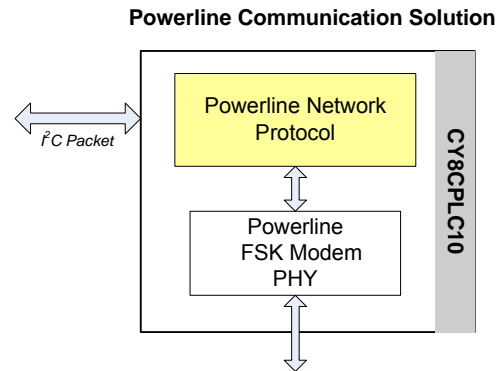 Powerline Communication Solution
Powerline Network
Protocol
I²C Packet
CY8CPLC10
Powerline
FSK Modem
PHY